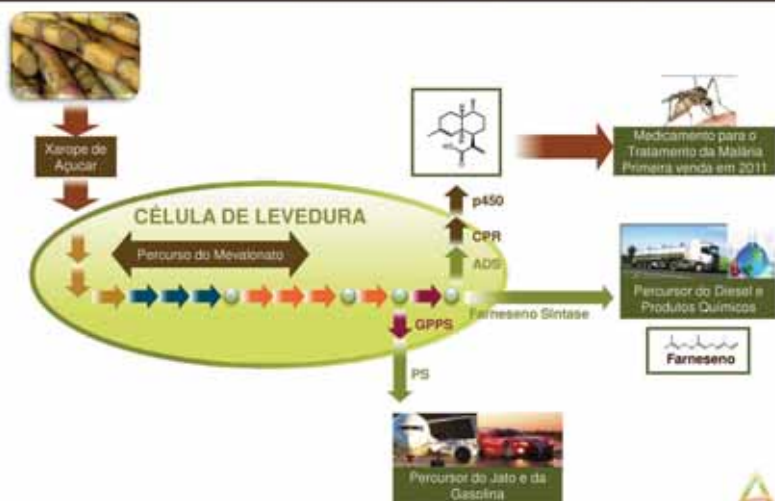 Xarope de
Açucar
CÉLULA DE LEVEDURA
Percurso do Mevalonato
p450
CPR
ADS
Medicamento para o
Tratamento da Malária
Primeira venda em 2011
Farneseno Síntase
Percursor do Diesel e
Produtos Químicos
Farneseno
GPPS
PS
Percursor do Jato e da
Gasolina